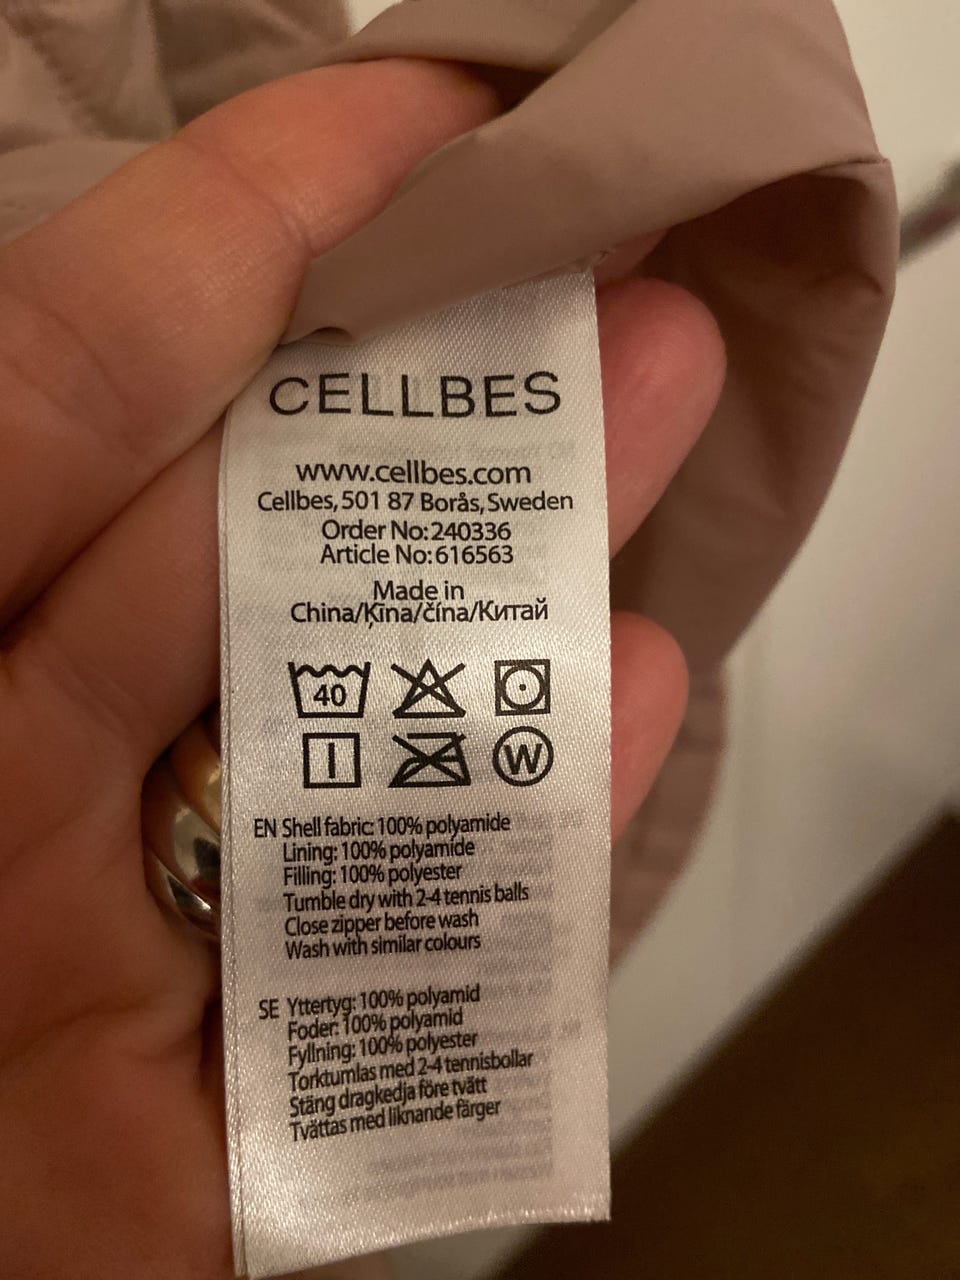 CELLBES
www.cellbes.com
Cellbes, 501 87 Borås, Sweden
Order No: 240336
Article No: 616563
Made in
China/Ķīna/čína/Китай
40
W
EN Shell fabric: 100% polyamide
Lining: 100% polyamide
Filling: 100% polyester
Tumble dry with 2-4 tennis balls
Close zipper before wash
Wash with similar colours
SE Yttertyg: 100% polyamid
Foder: 100% polyamid
Fyllning: 100% polyester
Torktumlas med 2-4 tennisbollar
Stäng dragkedja före tvätt
Tvättas med liknande färger